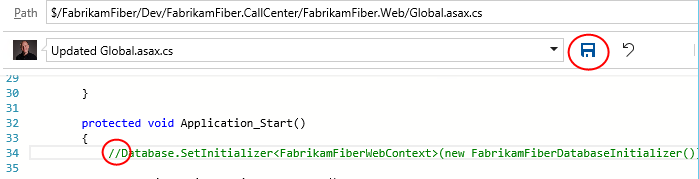 Path $/FabrikamFiber/Dev/FabrikamFiber.CallCenter/FabrikamFiber.Web/Global.asax.cs
Updated Global.asax.cs
29
30 }
31
32 protected void Application_Start()
33 {
34 //Database.SetInitializer<FabrikamFiberWebContext>(new FabrikamFiberDatabaseInitializer()
35